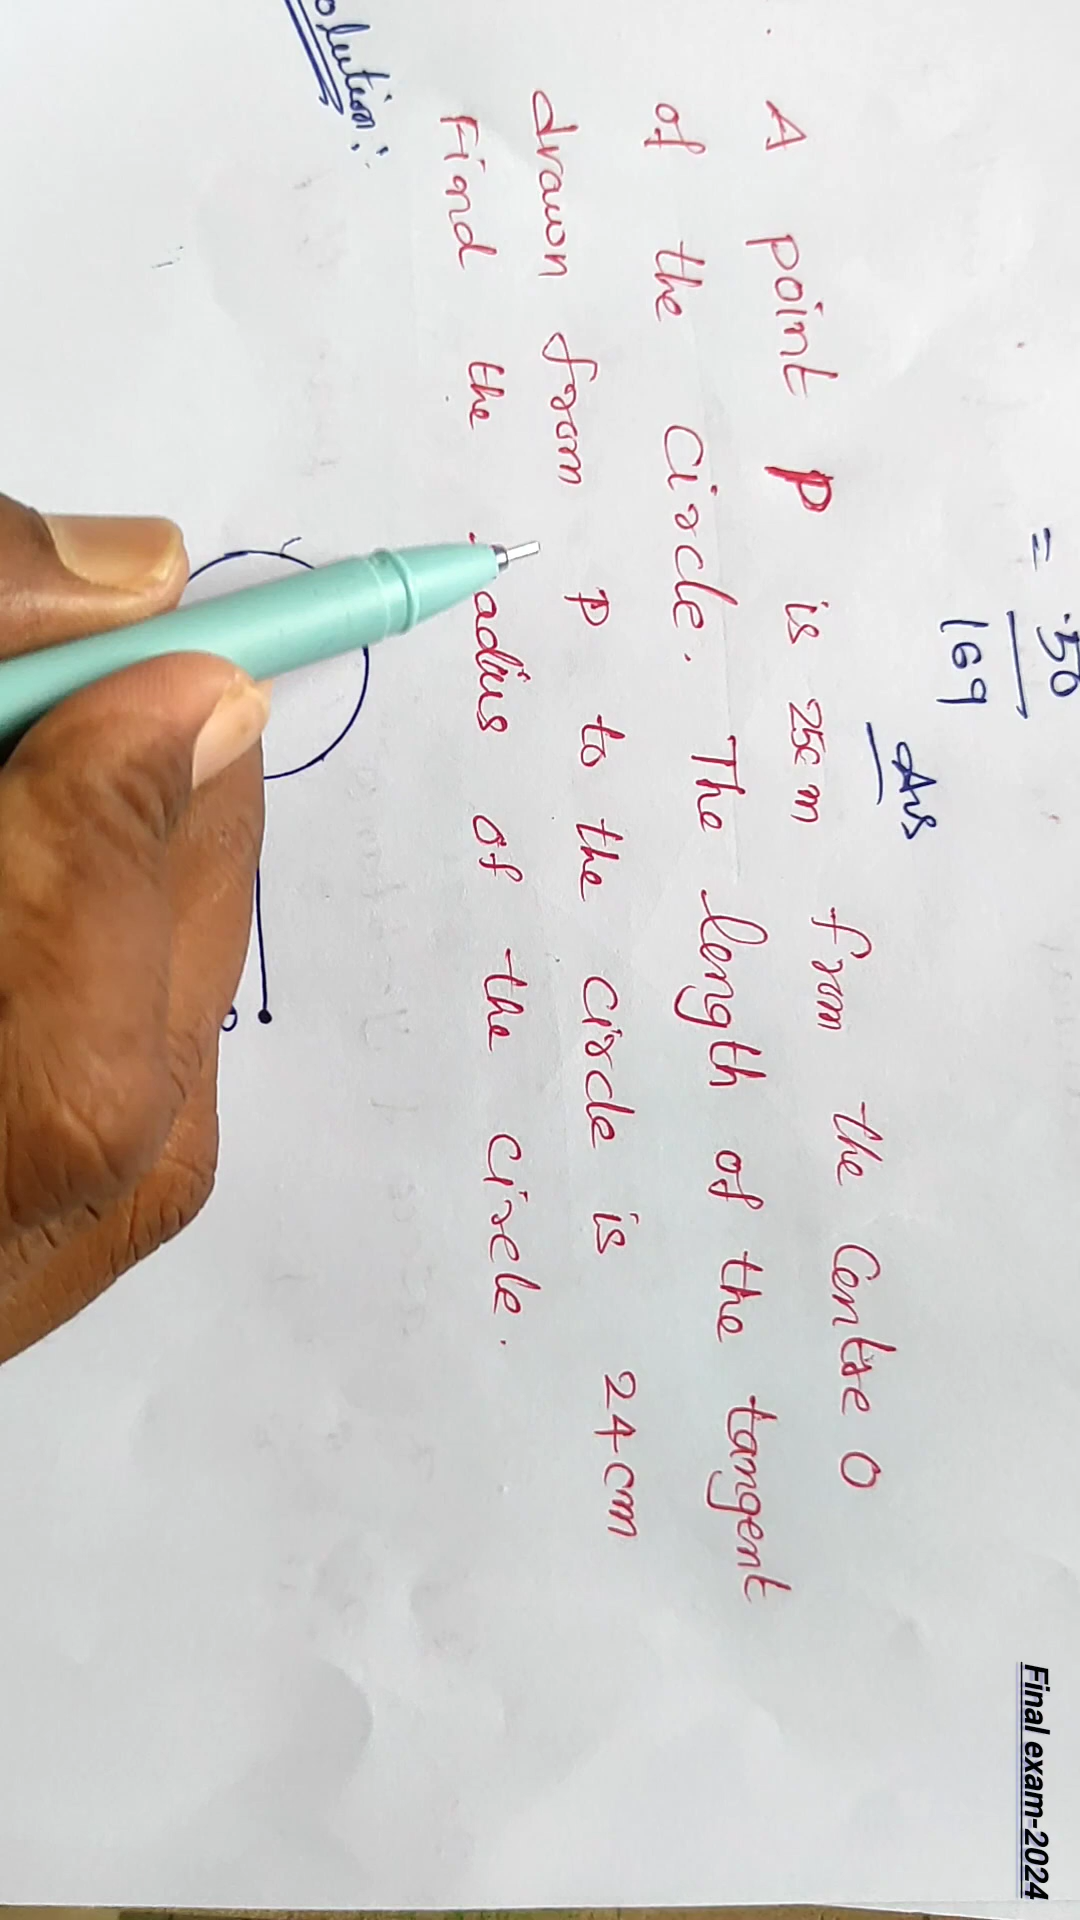 Final exam-2024
= 50
169
Ans
A point P is 25cm from the Centre O
of the circle. The length of the tangent
drawn from P to the circle is 24cm
Find the radius of the circle.
olution:
P